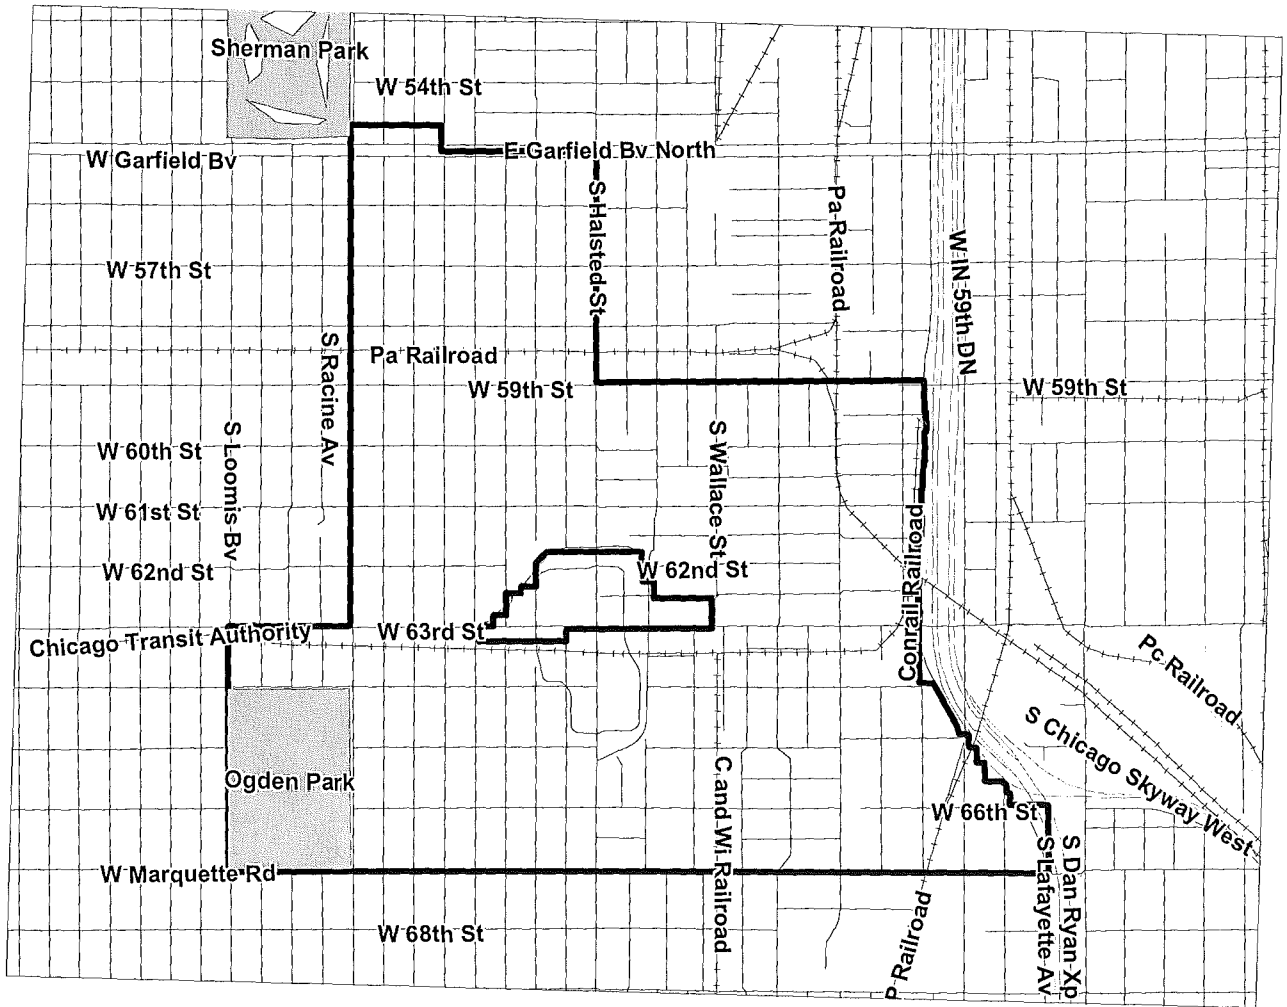 Sherman Park
W 54th St
W Garfield Bv
E Garfield Bv North
S Halsted St
Pa Railroad
W IN 59th DN
W 57th St
S Racine Av
Pa Railroad
W 59th St
W 59th St
W 60th St
S Loomis Bv
S Wallace St
W 61st St
W 62nd St
W 62nd St
Conrail Railroad
Chicago Transit Authority
W 63rd St
Pc Railroad
S Chicago Skyway West
Ogden Park
C and Wi Railroad
W 66th St
W Marquette Rd
S Lafayette Av
S Dan Ryan Xp
P Railroad
W 68th St